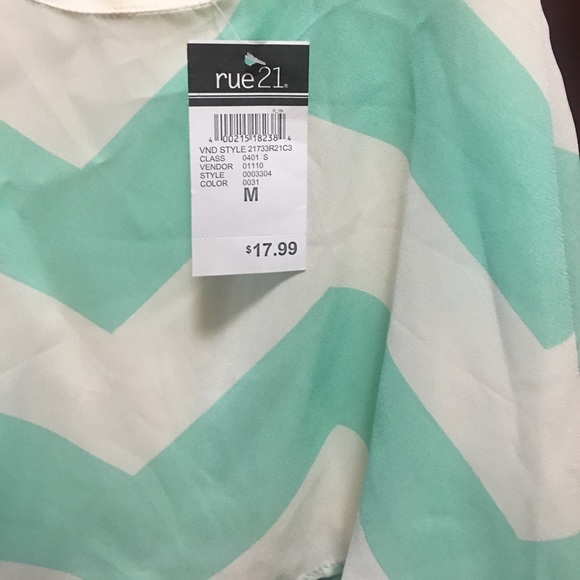 rue21®
4 00215 18238 4
VND STYLE 21733R21C3
CLASS 0401 S
VENDOR 01110
STYLE 0003304
COLOR 0031
M
$17.99